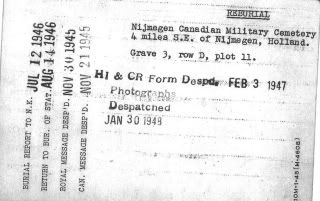 REBURIAL
Nijmegen Canadian Military Cemetery
4 miles S.E. of Nijmegen, Holland.
Grave 3, row D, plot 11.
HI & CR Form Despd. FEB 3 1947
Photographs
Despatched
JAN 30 1948
BURIAL REPORT TO N.K. JUL 12 1946
RETURN TO BUR. OF STAT. AUG 14 1946
ROYAL MESSAGE DESP'D. NOV 30 1945
CAN. MESSAGE DESP'D. NOV 21 1945